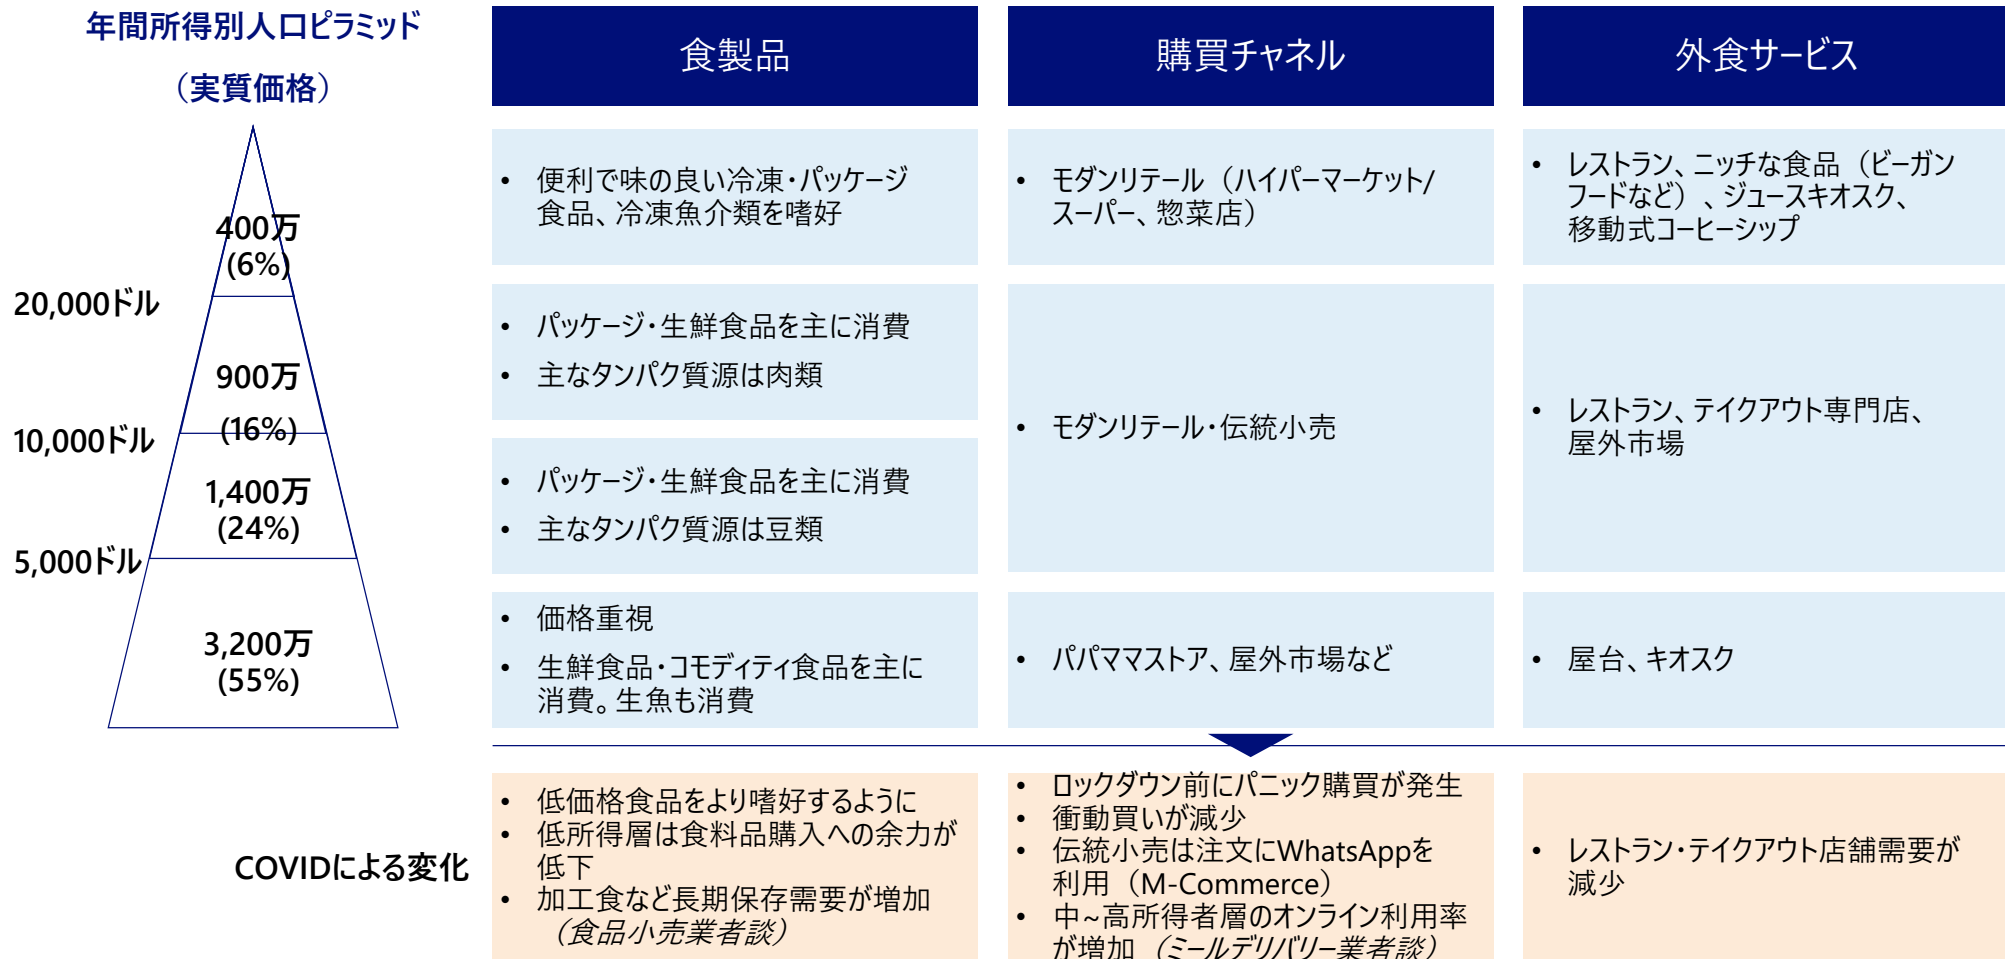 年間所得別人口ピラミッド
（実質価格）
食製品
購買チャネル
外食サービス
400万
(6%)
20,000ドル
900万
(16%)
10,000ドル
1,400万
(24%)
5,000ドル
3,200万
(55%)
• 便利で味の良い冷凍・パッケージ
食品、冷凍魚介類を嗜好
• モダンリテール（ハイパーマーケット/
スーパー、惣菜店）
• レストラン、ニッチな食品（ビーガン
フードなど）、ジュースキオスク、
移動式コーヒーシップ
• パッケージ・生鮮食品を主に消費
• 主なタンパク質源は肉類
• パッケージ・生鮮食品を主に消費
• 主なタンパク質源は豆類
• モダンリテール・伝統小売
• レストラン、テイクアウト専門店、
屋外市場
• 価格重視
• 生鮮食品・コモディティ食品を主に
消費。生魚も消費
• パパママストア、屋外市場など
• 屋台、キオスク
COVIDによる変化
• 低価格食品をより嗜好するように
• 低所得層は食料品購入への余力が
低下
• 加工食など長期保存需要が増加
（食品小売業者談）
• ロックダウン前にパニック購買が発生
• 衝動買いが減少
• 伝統小売は注文にWhatsAppを
利用（M-Commerce）
• 中~高所得者層のオンライン利用率
が増加（ミールデリバリー業者談）
• レストラン・テイクアウト店舗需要が
減少